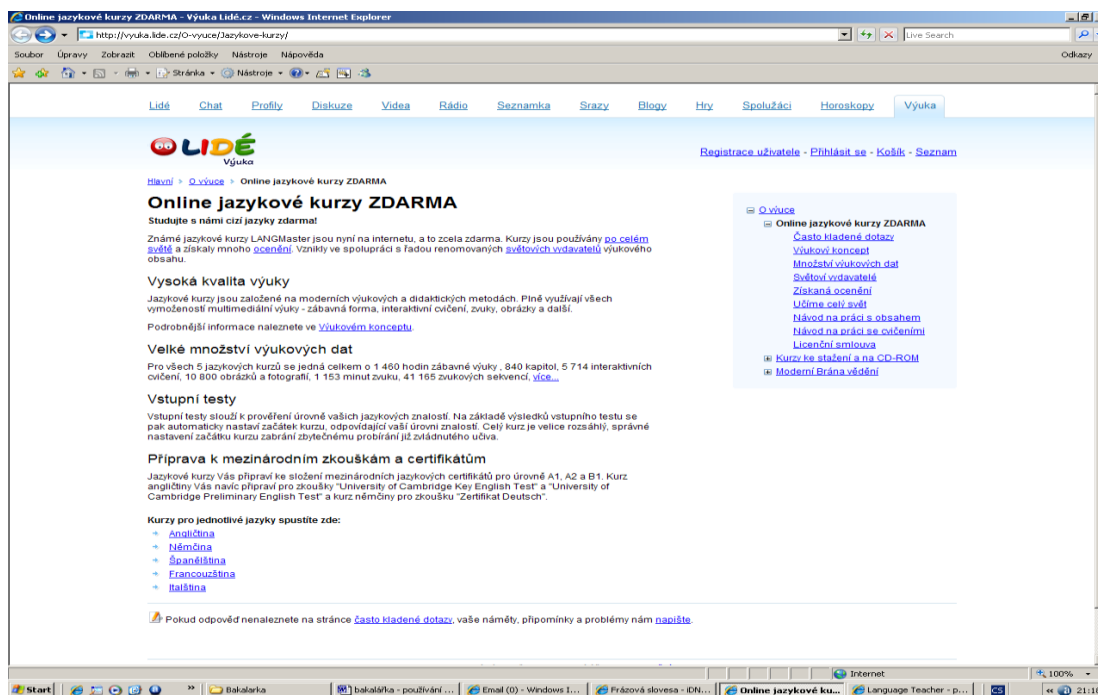 Online jazykové kurzy ZDARMA - Výuka Lidé.cz - Windows Internet Explorer
http://vyuka.lide.cz/O-vyuce/Jazykove-kurzy/
Live Search
Soubor Úpravy Zobrazit Oblíbené položky Nástroje Nápověda
Odkazy
Stránka Nástroje
Lidé Chat Profily Diskuze Videa Rádio Seznamka Srazy Blogy Hry Spolužáci Horoskopy Výuka
LIDÉ
Výuka
Registrace uživatele - Přihlásit se - Košík - Seznam
Hlavní O výuce Online jazykové kurzy ZDARMA
Online jazykové kurzy ZDARMA
Studujte s námi cizí jazyky zdarma!
Známé jazykové kurzy LANGMaster jsou nyní na internetu, a to zcela zdarma. Kurzy jsou používány po celém
světě a získaly mnoho ocenění. Vznikly ve spolupráci s řadou renomovaných světových vydavatelů výukového
obsahu.
Vysoká kvalita výuky
Jazykové kurzy jsou založené na moderních výukových a didaktických metodách. Plně využívají všech
vymožeností multimediální výuky - zábavná forma, interaktivní cvičení, zvuky, obrázky a další.
Podrobnější informace naleznete ve Výukovém konceptu.
Velké množství výukových dat
Pro všech 5 jazykových kurzů se jedná celkem o 1 460 hodin zábavné výuky , 840 kapitol, 5 714 interaktivních
cvičení, 10 800 obrázků a fotografií, 1 153 minut zvuku, 41 165 zvukových sekvencí, více...
Vstupní testy
Vstupní testy slouží k prověření úrovně vašich jazykových znalostí. Na základě výsledků vstupního testu se
pak automaticky nastaví začátek kurzu, odpovídající vaší úrovni znalostí. Celý kurz je velice rozsáhlý, správné
nastavení začátku kurzu zabrání zbytečnému probírání již zvládnutého učiva.
Příprava k mezinárodním zkouškám a certifikátům
Jazykové kurzy Vás připraví ke složení mezinárodních jazykových certifikátů pro úrovně A1, A2 a B1. Kurz
angličtiny Vás navíc připraví pro zkoušky "University of Cambridge Key English Test" a "University of
Cambridge Preliminary English Test" a kurz němčiny pro zkoušku "Zertifikat Deutsch".
Kurzy pro jednotlivé jazyky spustíte zde:
Angličtina
Němčina
Španělština
Francouzština
Italština
Pokud odpověď nenaleznete na stránce často kladené dotazy, vaše náměty, připomínky a problémy nám napište.
O výuce
Online jazykové kurzy ZDARMA
Často kladené dotazy
Výukový koncept
Množství výukových dat
Světoví vydavatelé
Získaná ocenění
Učíme celý svět
Návod na práci s obsahem
Návod na práci se cvičeními
Licenční smlouva
Kurzy ke stažení a na CD-ROM
Moderní Brána vědění
Internet 100%
Start Bakalarka bakalářka - používání ... Email (0) - Windows I... Frázová slovesa - iDN... Online jazykové ku... Language Teacher - p... CS